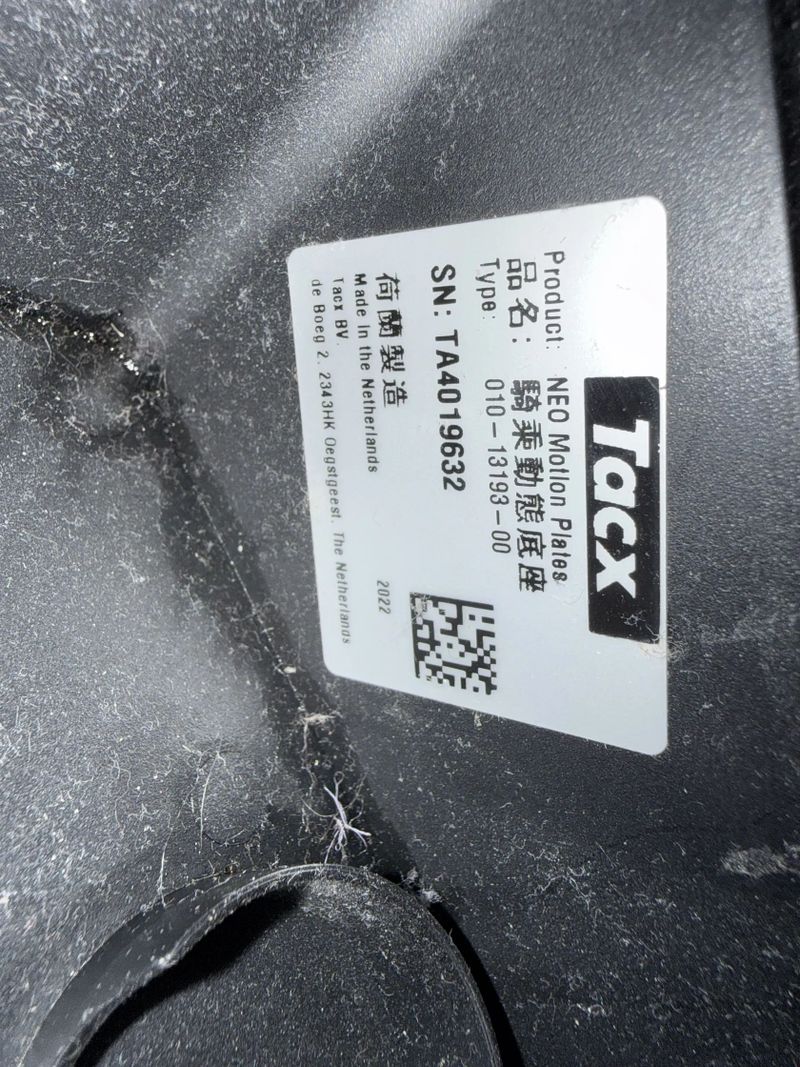 Tacx
Product: NEO Motion Plates
品名: 騎乘動態底座
Type: 010-13193-00
SN: TA4019632
荷蘭製造
Made in the Netherlands 2022
Tacx BV.
de Boeg 2, 2343HK Oegstgeest, The Netherlands